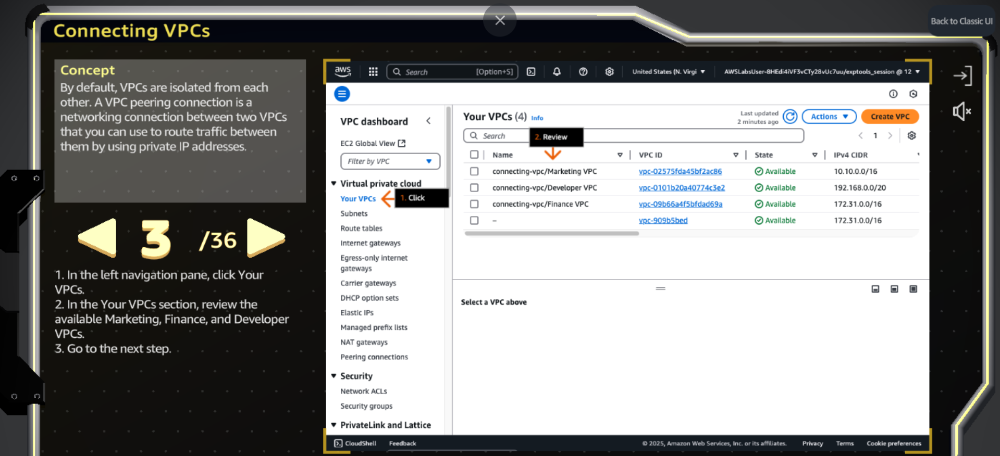 Back to Classic UI
Connecting VPCs
Concept
By default, VPCs are isolated from each
other. A VPC peering connection is a
networking connection between two VPCs
that you can use to route traffic between
them by using private IP addresses.
3 /36
1. In the left navigation pane, click Your
VPCs.
2. In the Your VPCs section, review the
available Marketing, Finance, and Developer
VPCs.
3. Go to the next step.
aws Search [Option+S] United States (N. Virgi AWSLabsUser-8HEdi4iVF3vCTy28vUc7uu/exptools_session @ 12
VPC dashboard
EC2 Global View
Filter by VPC
Virtual private cloud
Your VPCs
1. Click
Subnets
Route tables
Internet gateways
Egress-only internet
gateways
Carrier gateways
DHCP option sets
Elastic IPs
Managed prefix lists
NAT gateways
Peering connections
Security
Network ACLs
Security groups
PrivateLink and Lattice
Your VPCs (4) Info
Last updated
2 minutes ago
Actions
Create VPC
Search
2. Review
1
Name VPC ID State IPv4 CIDR
connecting-vpc/Marketing VPC vpc-02575fda45bf2ac86 Available 10.10.0.0/16
connecting-vpc/Developer VPC vpc-0101b20a40774c3e2 Available 192.168.0.0/20
connecting-vpc/Finance VPC vpc-09b66a4f5bfdad69a Available 172.31.0.0/16
– vpc-909b5bed Available 172.31.0.0/16
Select a VPC above
CloudShell Feedback © 2025, Amazon Web Services, Inc. or its affiliates. Privacy Terms Cookie preferences